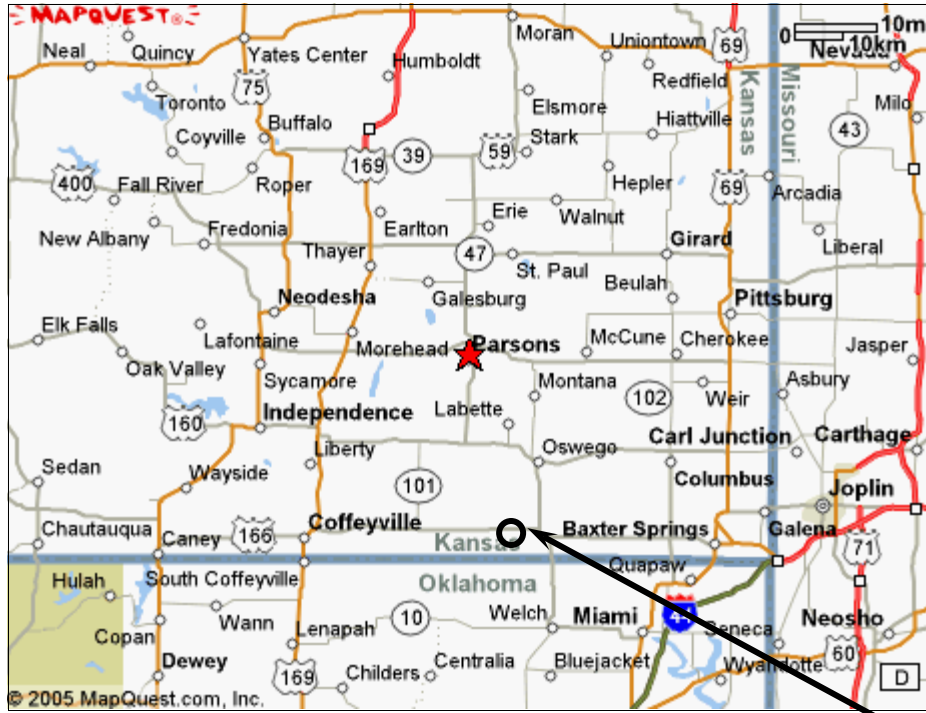 MAPQUEST
10m
0
10km
Moran
Neal
Quincy
Yates Center
Uniontown
69
Nevada
Humboldt
Redfield
Kansas
Missouri
75
Toronto
Elsmore
Milo
Buffalo
Coyville
Stark
Hiattville
43
169
39
59
400
Fall River
Roper
Hepler
69
Arcadia
Earlton
Erie
Walnut
New Albany
Fredonia
Thayer
47
Girard
Liberal
St. Paul
Beulah
Neodesha
Galesburg
Pittsburg
Elk Falls
Lafontaine
Morehead
Parsons
McCune
Cherokee
Jasper
Oak Valley
Sycamore
Montana
Asbury
102
Weir
160
Independence
Labette
Carl Junction
Carthage
Sedan
Liberty
Oswego
Wayside
Columbus
101
Joplin
Chautauqua
166
Coffeyville
Baxter Springs
Galena
Caney
Kansas
71
Hulah
South Coffeyville
Oklahoma
Quapaw
Copan
Wann
10
Welch
Miami
44
Neosho
Lenapah
Seneca
Dewey
Centralia
Bluejacket
Wyandotte
60
169
Childers
D
© 2005 MapQuest.com, Inc.